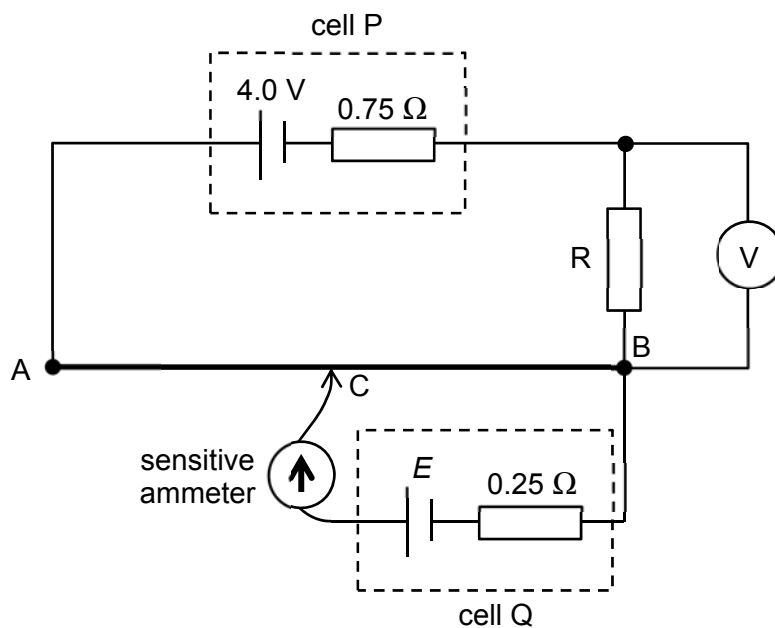 cell P
4.0 V
0.75 Ω
R
V
A
B
C
sensitive
ammeter
E
0.25 Ω
cell Q